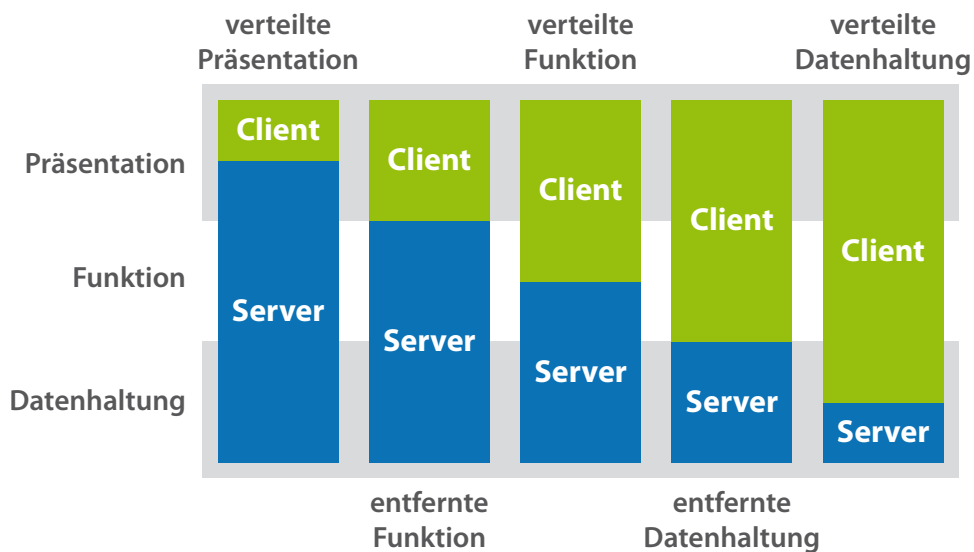 verteilte
Präsentation
verteilte
Funktion
verteilte
Datenhaltung
Präsentation
Funktion
Datenhaltung
Client
Server
Client
Server
Client
Server
Client
Server
Client
Server
entfernte
Funktion
entfernte
Datenhaltung